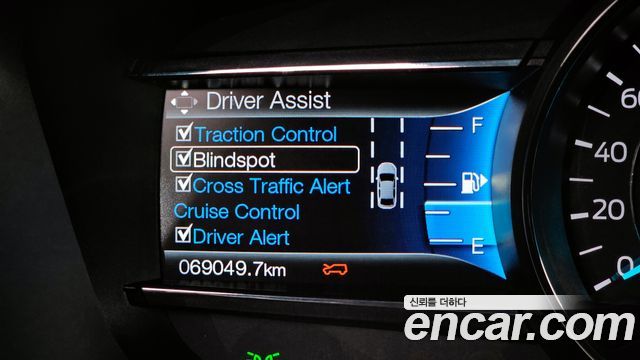 Driver Assist
Traction Control
Blindspot
Cross Traffic Alert
Cruise Control
Driver Alert
069049.7km
F
E
60
40
20
0
신뢰를 더하다
encar.com